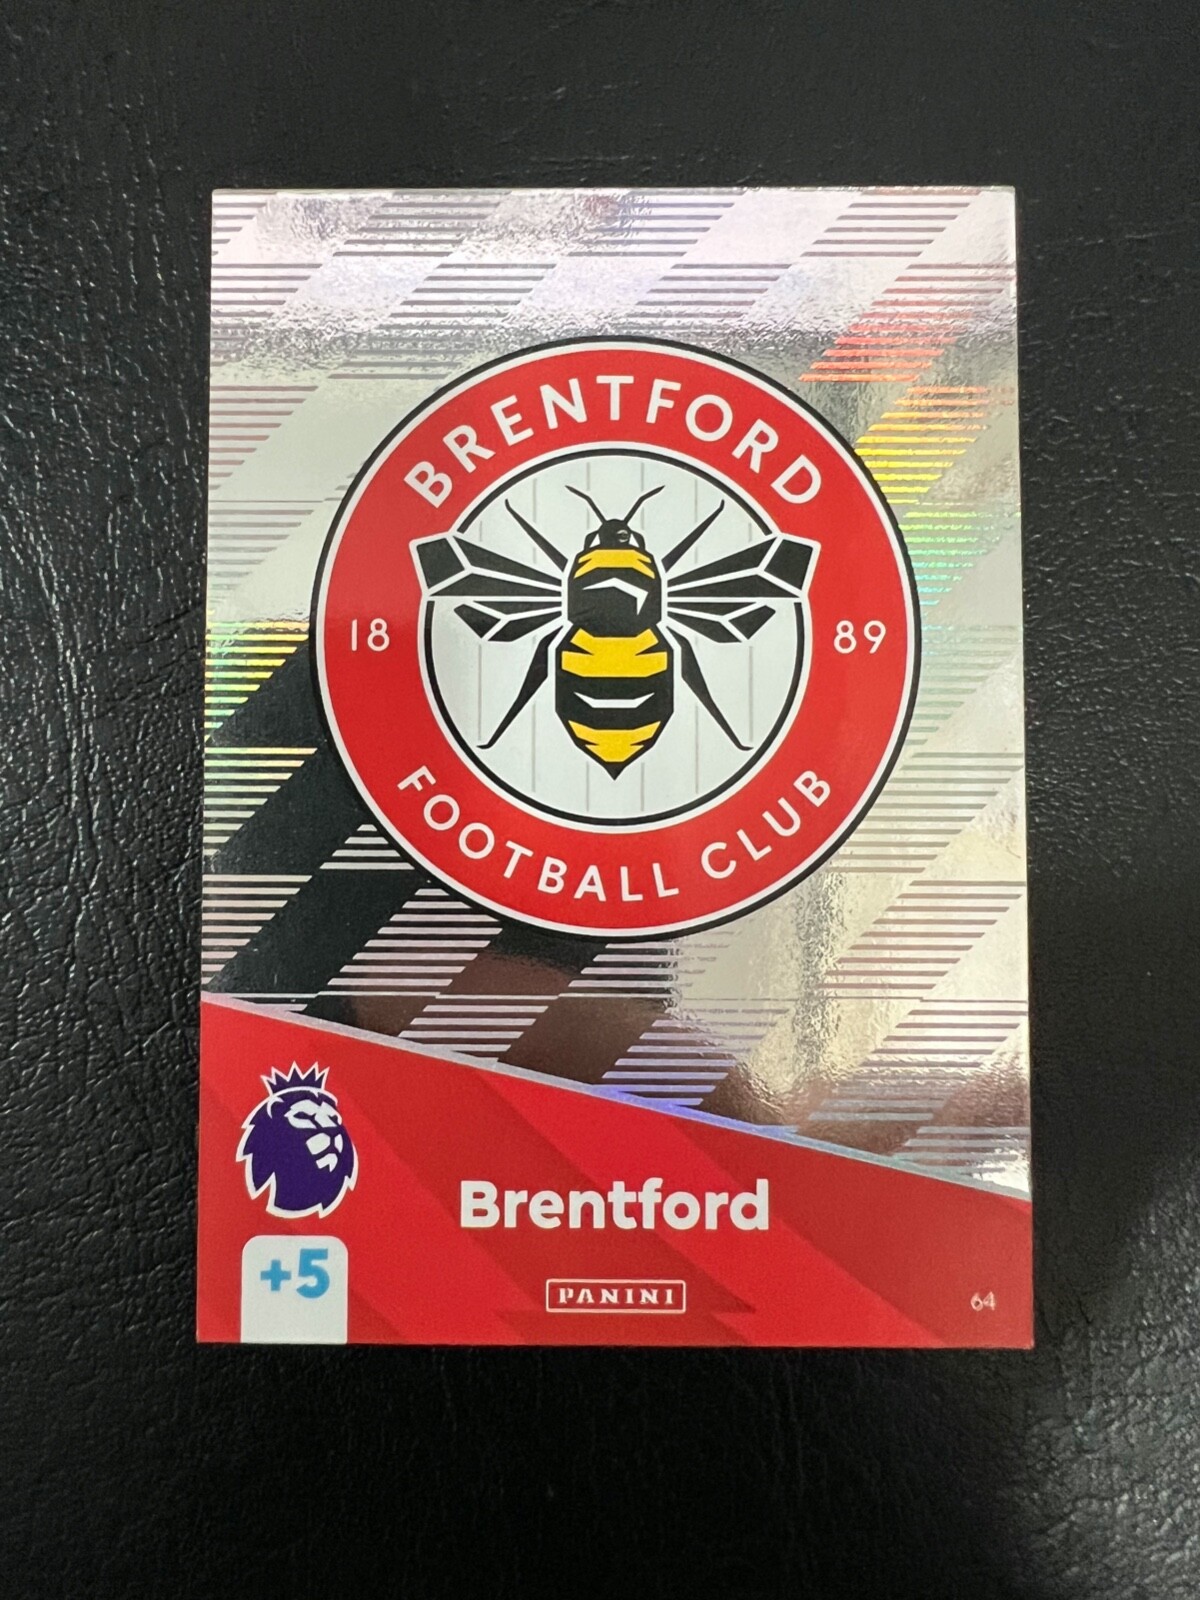 BRENTFORD
18 89
FOOTBALL CLUB
Brentford
+5
PANINI
64